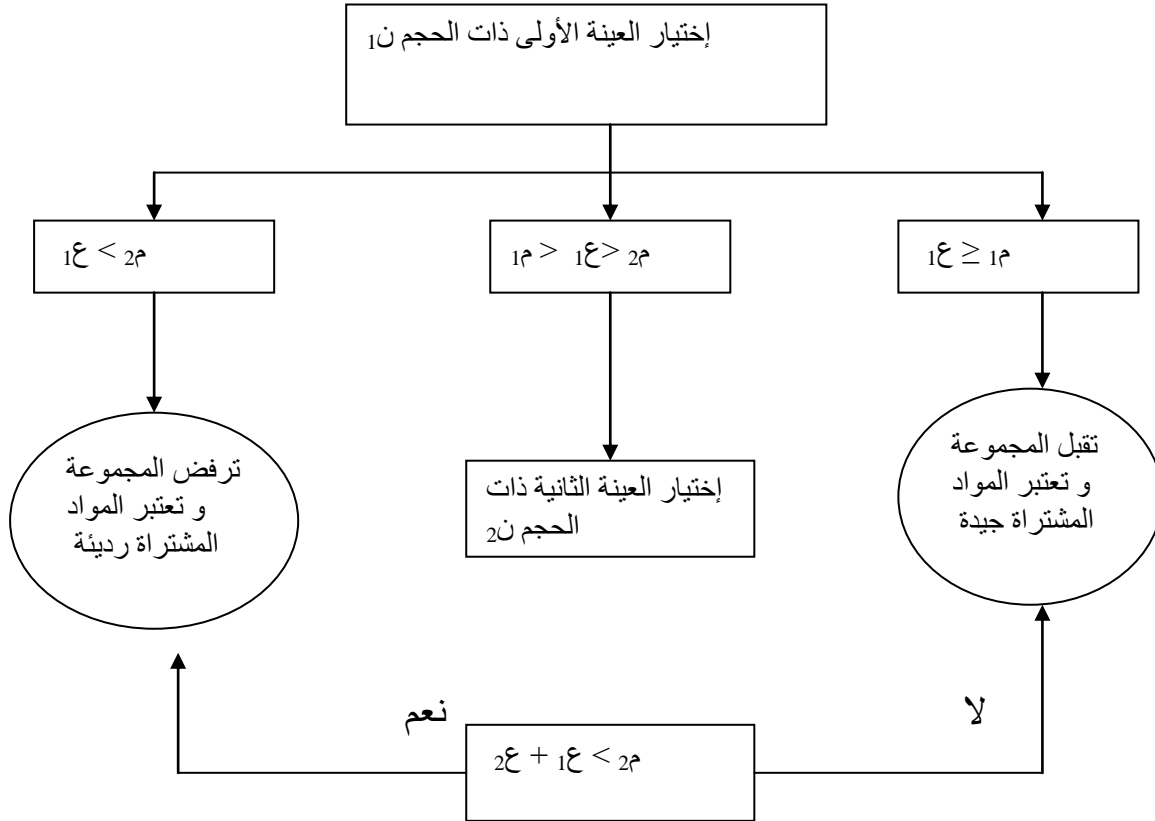 إختيار العينة الأولى ذات الحجم ن₁
م₁ ≥ ع₁
م₂ > ع₁ > م₁
م₂ < ع₁
تقبل المجموعة
و تعتبر المواد
المشتراة جيدة
إختيار العينة الثانية ذات
الحجم ن₂
ترفض المجموعة
و تعتبر المواد
المشتراة رديئة
لا
نعم
م₂ < ع₁ + ع₂